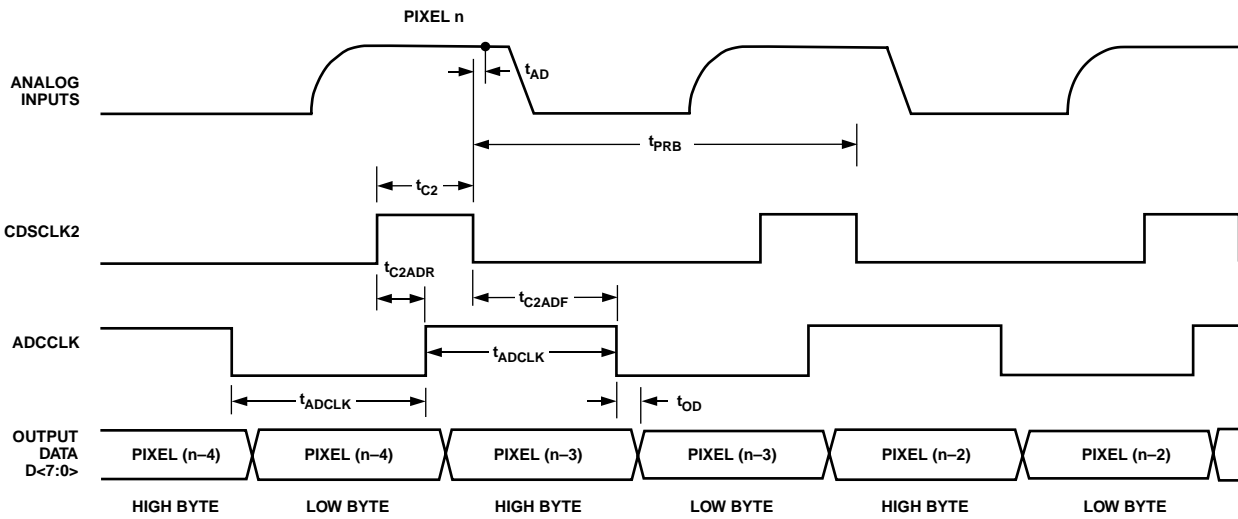 PIXEL n
ANALOG
INPUTS
tAD
tPRB
tC2
CDSCLK2
tC2ADR
tC2ADF
ADCCLK
tADCLK
tADCLK
tOD
OUTPUT
DATA
D<7:0>
PIXEL (n–4) PIXEL (n–4) PIXEL (n–3) PIXEL (n–3) PIXEL (n–2) PIXEL (n–2)
HIGH BYTE LOW BYTE HIGH BYTE LOW BYTE HIGH BYTE LOW BYTE